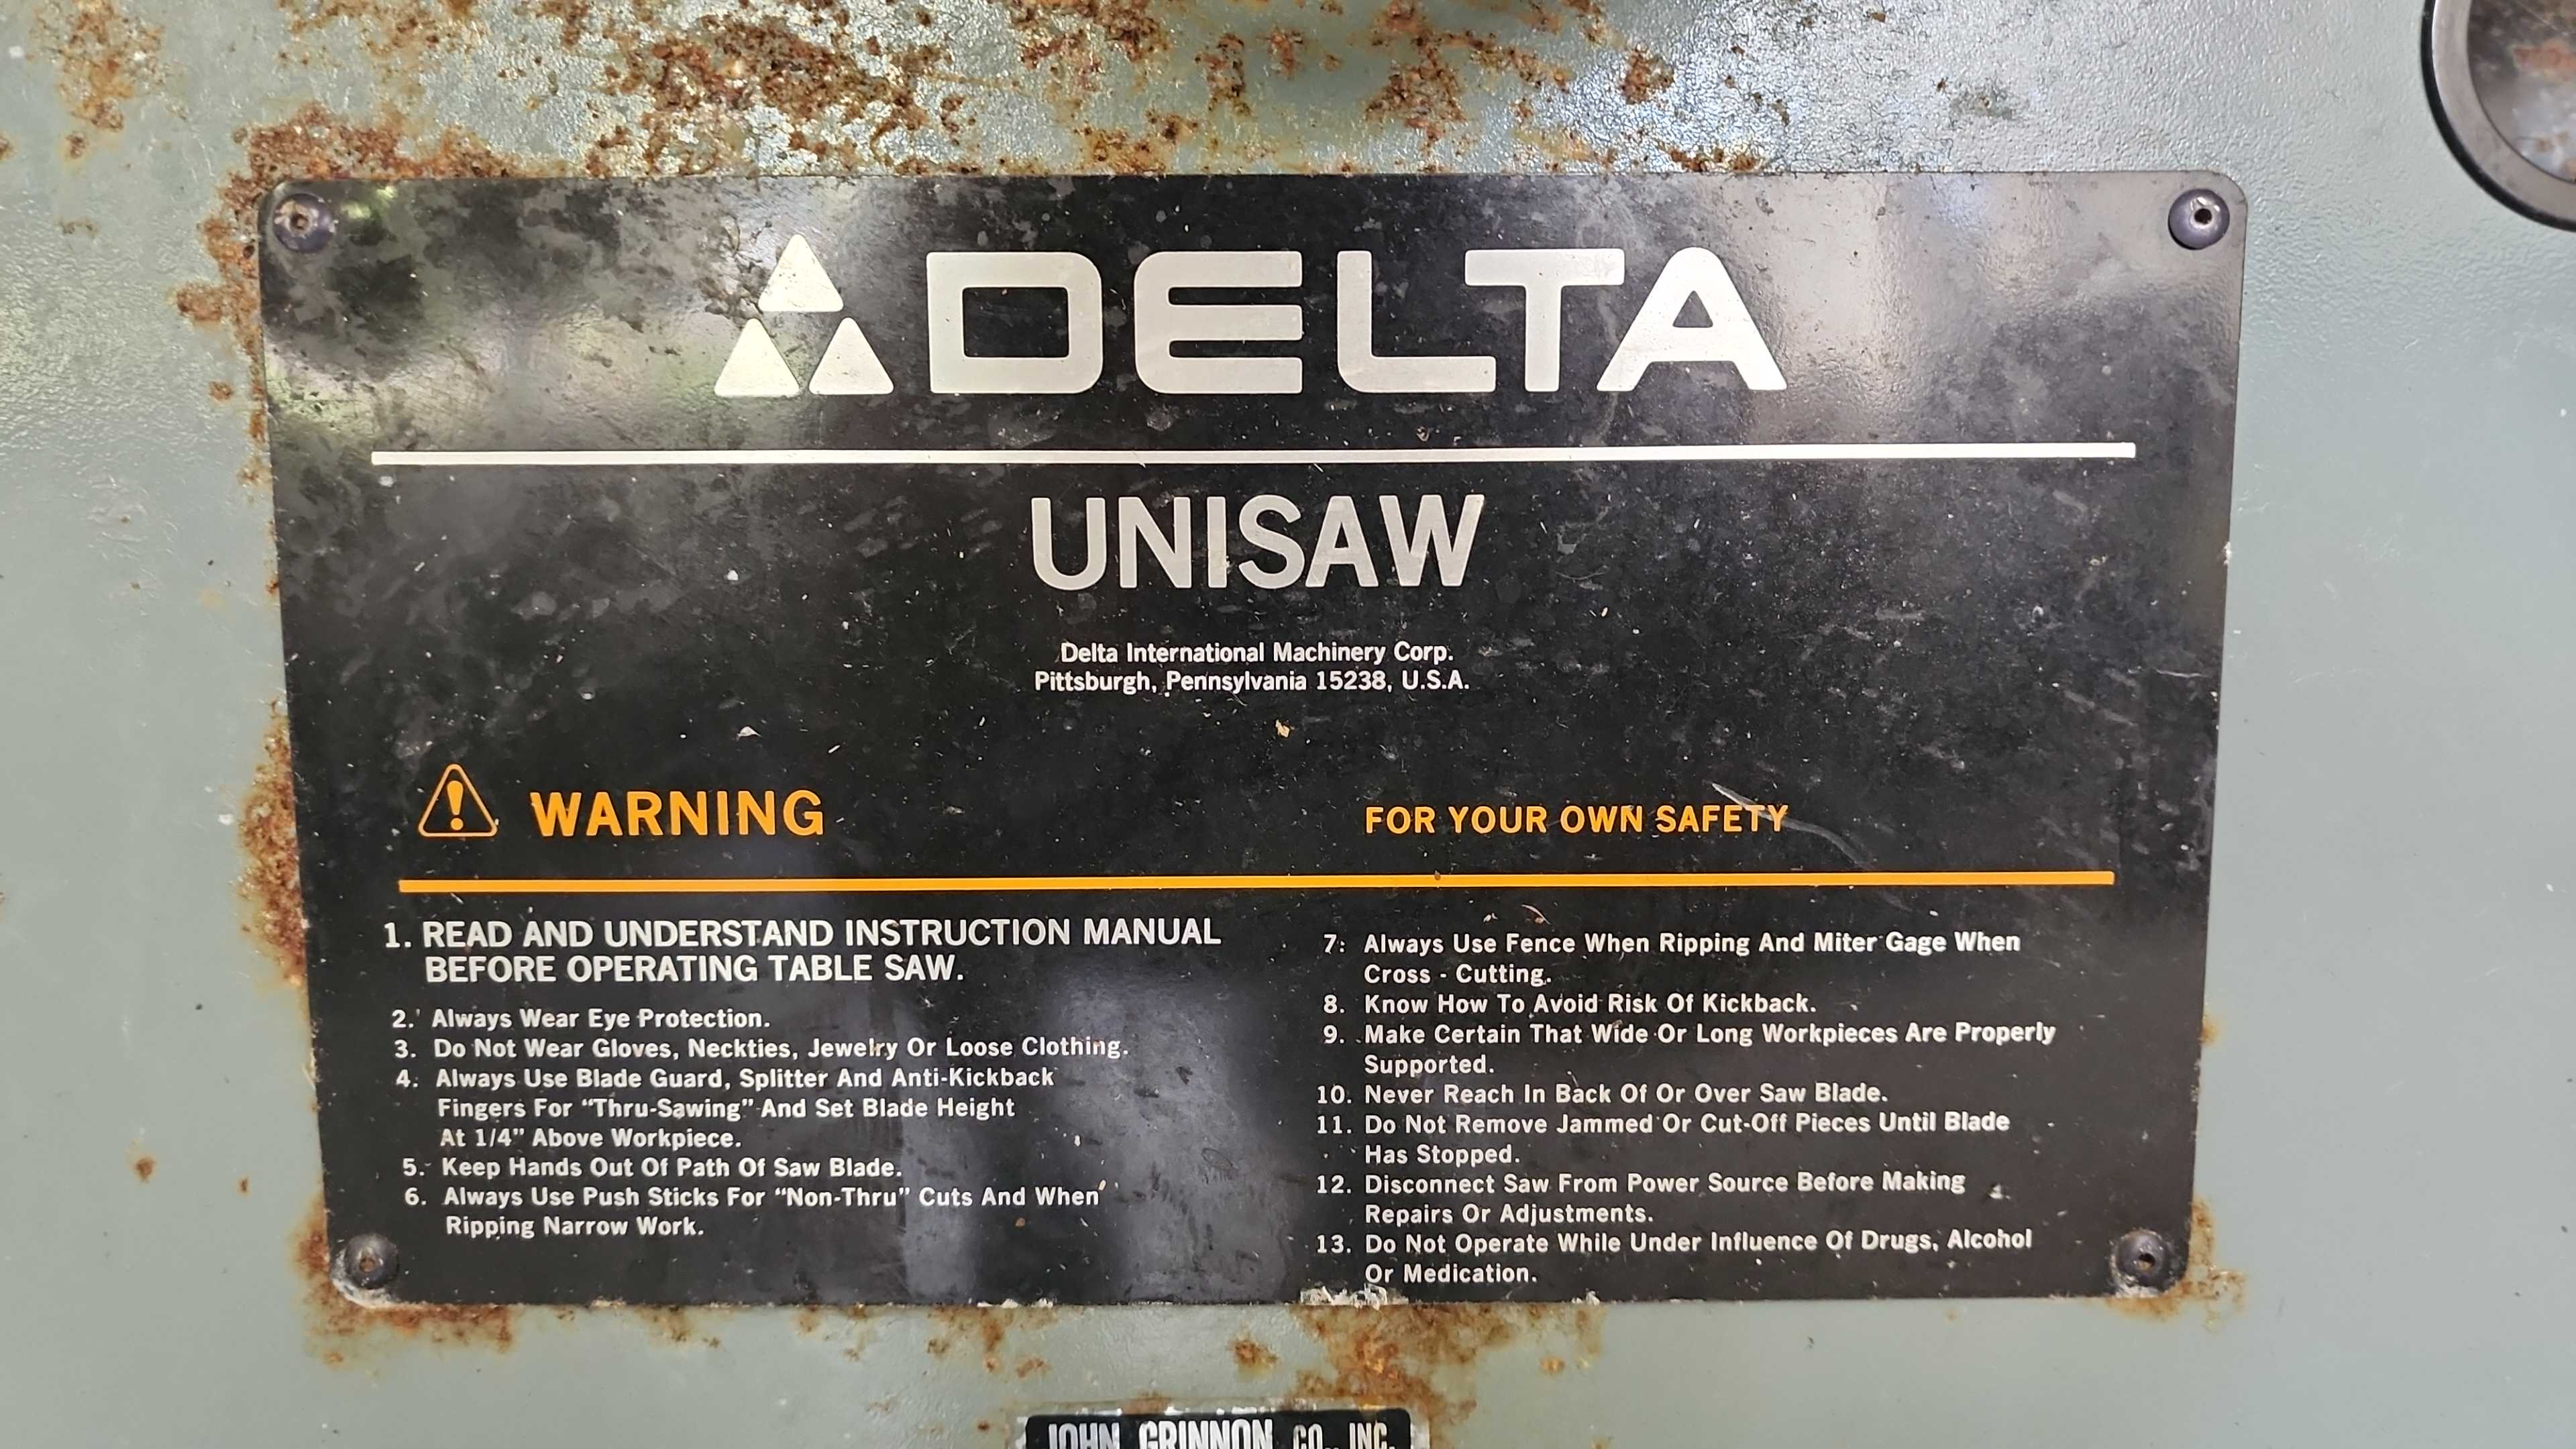 DELTA
UNISAW
Delta International Machinery Corp.
Pittsburgh, Pennsylvania 15238, U.S.A.
WARNING
FOR YOUR OWN SAFETY
1. READ AND UNDERSTAND INSTRUCTION MANUAL
BEFORE OPERATING TABLE SAW.
2. Always Wear Eye Protection.
3. Do Not Wear Gloves, Neckties, Jewelry Or Loose Clothing.
4. Always Use Blade Guard, Splitter And Anti-Kickback
Fingers For “Thru-Sawing” And Set Blade Height
At 1/4” Above Workpiece.
5. Keep Hands Out Of Path Of Saw Blade.
6. Always Use Push Sticks For “Non-Thru” Cuts And When
Ripping Narrow Work.
7. Always Use Fence When Ripping And Miter Gage When
Cross - Cutting.
8. Know How To Avoid Risk Of Kickback.
9. Make Certain That Wide Or Long Workpieces Are Properly
Supported.
10. Never Reach In Back Of Or Over Saw Blade.
11. Do Not Remove Jammed Or Cut-Off Pieces Until Blade
Has Stopped.
12. Disconnect Saw From Power Source Before Making
Repairs Or Adjustments.
13. Do Not Operate While Under Influence Of Drugs, Alcohol
Or Medication.
JOHN GRINNON CO., INC.